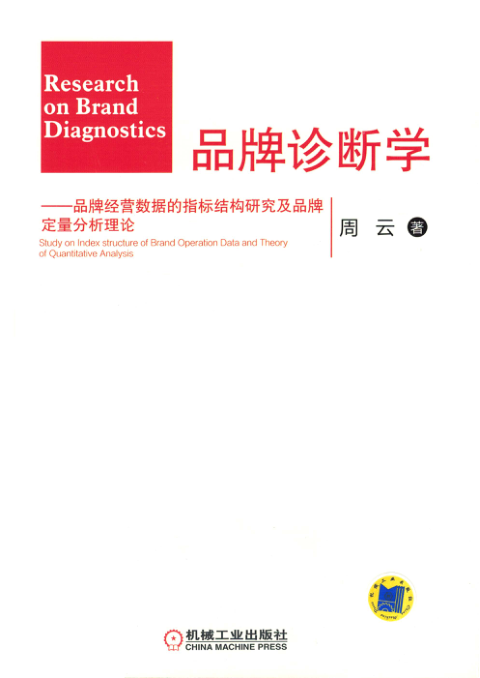 Research
on Brand
Diagnostics
品牌诊断学
——品牌经营数据的指标结构研究及品牌
定量分析理论
Study on Index structure of Brand Operation Data and Theory
of Quantitative Analysis
周 云 著
机械工业出版社
CHINA MACHINE PRESS